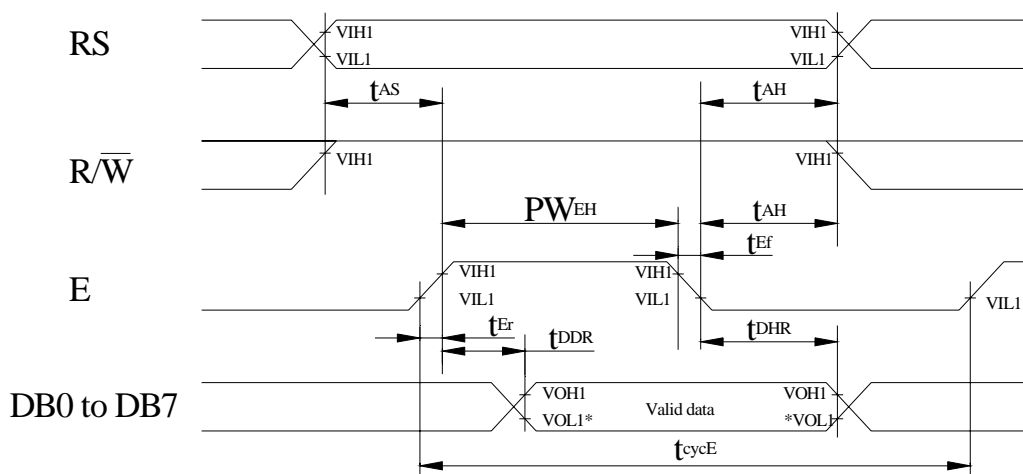 RS
VIH1
VIL1
VIH1
VIL1
tAS
tAH
R/W̅
VIH1
VIH1
PWEH
tAH
tEf
E
VIH1
VIL1
VIH1
VIL1
VIL1
tEr
tDDR
tDHR
DB0 to DB7
VOH1
VOL1*
Valid data
VOH1
*VOL1
tcycE